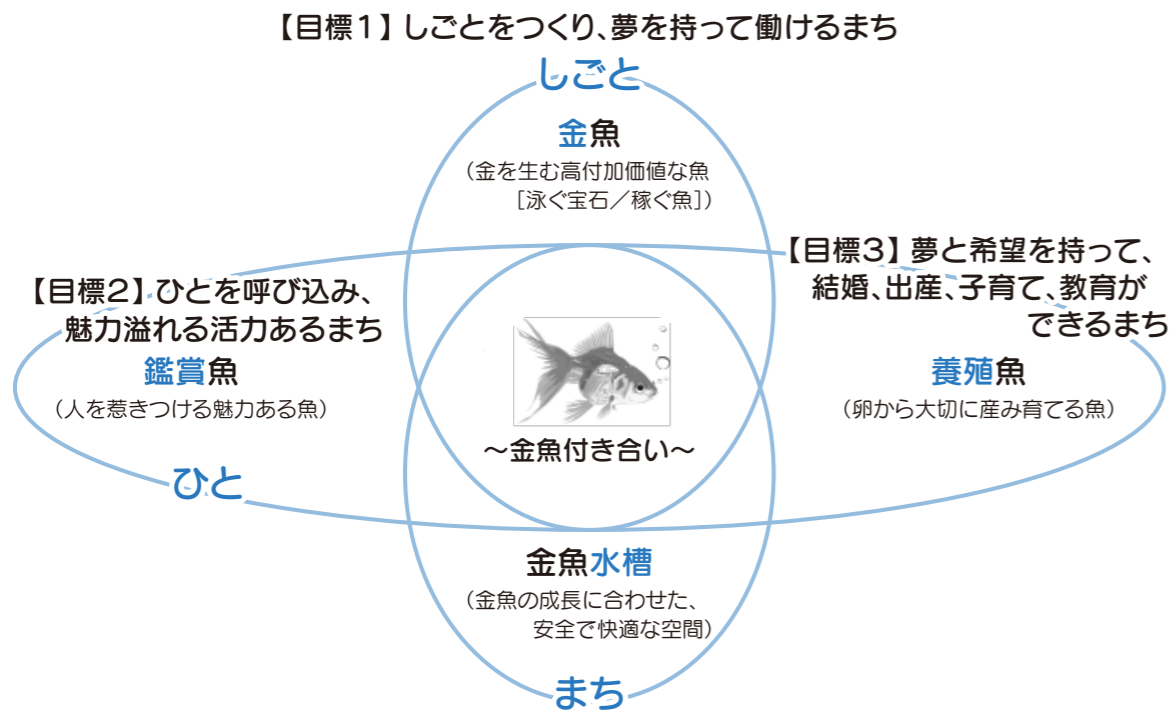 【目標1】しごとをつくり、夢を持って働けるまち
しごと
金魚
（金を生む高付加価値な魚
［泳ぐ宝石／稼ぐ魚］）
【目標2】ひとを呼び込み、
魅力溢れる活力あるまち
鑑賞魚
（人を惹きつける魅力ある魚）
ひと
【目標3】夢と希望を持って、
結婚、出産、子育て、教育が
できるまち
養殖魚
（卵から大切に産み育てる魚）
～金魚付き合い～
金魚水槽
（金魚の成長に合わせた、
安全で快適な空間）
まち